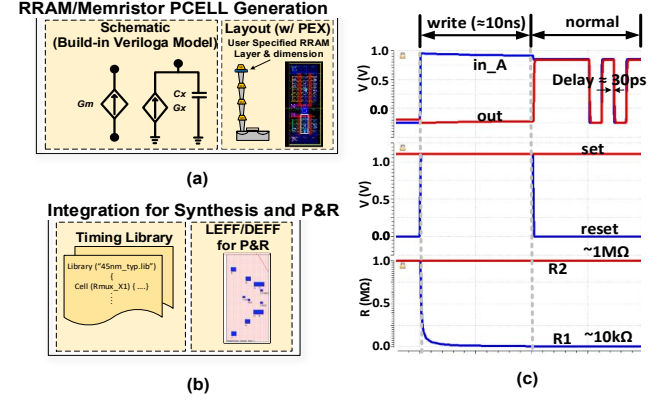 RRAM/Memristor PCELL Generation
Schematic
(Build-in Veriloga Model)
Layout (w/ PEX)
User Specified RRAM
Layer & dimension
Gm
Cx
Gx
(a)
Integration for Synthesis and P&R
Timing Library
Library ("45nm_typ.lib")
{
Cell (Rmux_X1) { ....}
LEFF/DEFF
for P&R
(b)
write (≈10ns)
normal
V (V)
1.0
0.5
0.0
in_A
out
Delay ≈ 30ps
V (V)
1.0
0.0
set
reset
R (MΩ)
1.0
0.5
0.0
~1MΩ
R2
R1
~10kΩ
(c)